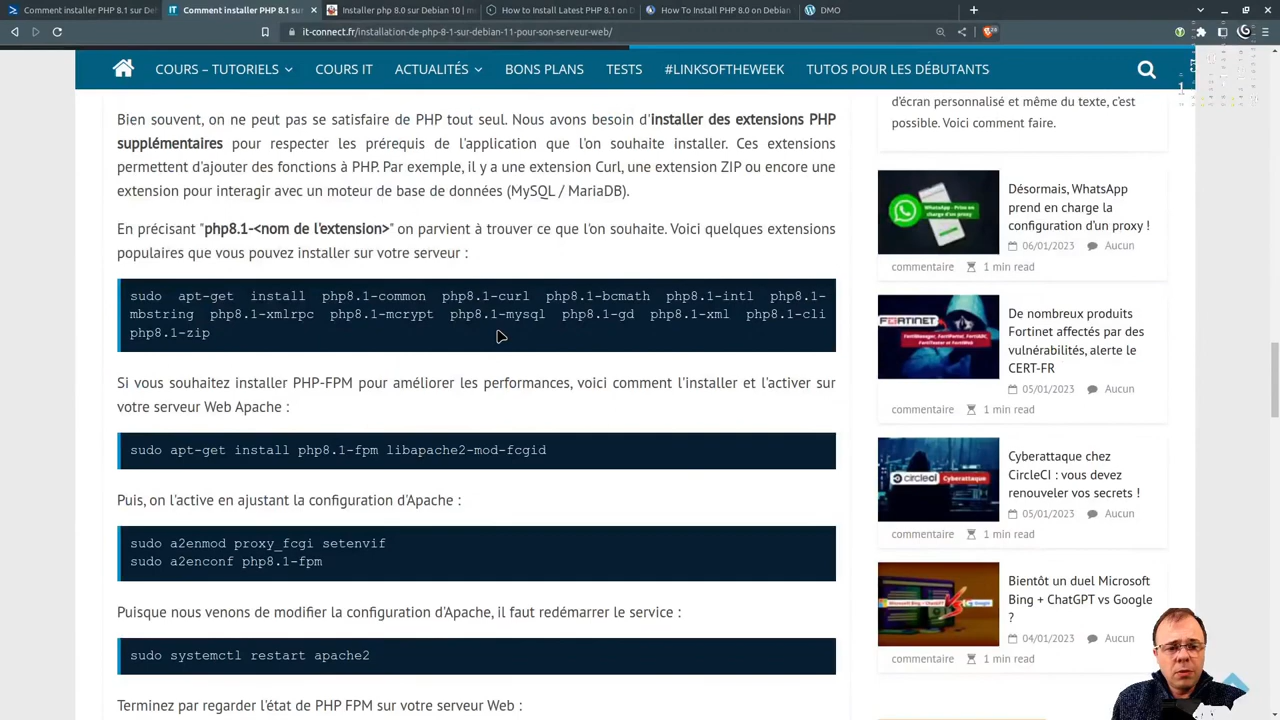 Comment installer PHP 8.1 sur Deb
Comment installer PHP 8.1 sur
Installer php 8.0 sur Debian 10 | m
How to Install Latest PHP 8.1 on D
How To Install PHP 8.0 on Debian
DMO
it-connect.fr/installation-de-php-8-1-sur-debian-11-pour-son-serveur-web/
COURS – TUTORIELS
COURS IT
ACTUALITÉS
BONS PLANS
TESTS
#LINKSOFTHEWEEK
TUTOS POUR LES DÉBUTANTS
Bien souvent, on ne peut pas se satisfaire de PHP tout seul. Nous avons besoin d'installer des extensions PHP
supplémentaires pour respecter les prérequis de l'application que l'on souhaite installer. Ces extensions
permettent d'ajouter des fonctions à PHP. Par exemple, il y a une extension Curl, une extension ZIP ou encore une
extension pour interagir avec un moteur de base de données (MySQL / MariaDB).
En précisant "php8.1-<nom de l'extension>" on parvient à trouver ce que l'on souhaite. Voici quelques extensions
populaires que vous pouvez installer sur votre serveur :
sudo apt-get install php8.1-common php8.1-curl php8.1-bcmath php8.1-intl php8.1-
mbstring php8.1-xmlrpc php8.1-mcrypt php8.1-mysql php8.1-gd php8.1-xml php8.1-cli
php8.1-zip
Si vous souhaitez installer PHP-FPM pour améliorer les performances, voici comment l'installer et l'activer sur
votre serveur Web Apache :
sudo apt-get install php8.1-fpm libapache2-mod-fcgid
Puis, on l'active en ajustant la configuration d'Apache :
sudo a2enmod proxy_fcgi setenvif
sudo a2enconf php8.1-fpm
Puisque nous venons de modifier la configuration d'Apache, il faut redémarrer le service :
sudo systemctl restart apache2
Terminez par regarder l'état de PHP FPM sur votre serveur Web :
d'écran personnalisé et même du texte, c'est
possible. Voici comment faire.
Désormais, WhatsApp
prend en charge la
configuration d'un proxy !
06/01/2023 Aucun
commentaire 1 min read
De nombreux produits
Fortinet affectés par des
vulnérabilités, alerte le
CERT-FR
05/01/2023 Aucun
commentaire 1 min read
Cyberattaque chez
CircleCI : vous devez
renouveler vos secrets !
05/01/2023 Aucun
commentaire 1 min read
Bientôt un duel Microsoft
Bing + ChatGPT vs Google
?
04/01/2023 Aucun
commentaire 1 min read
circleci Cyberattaque